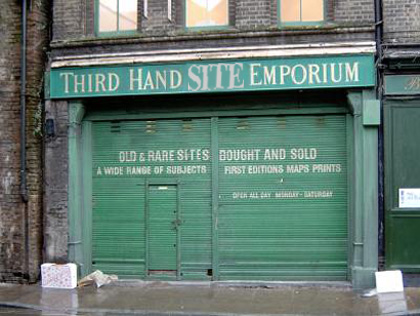 THIRD HAND SITE EMPORIUM
OLD & RARE SITES BOUGHT AND SOLD
A WIDE RANGE OF SUBJECTS FIRST EDITIONS MAPS PRINTS
OPEN ALL DAY MONDAY - SATURDAY